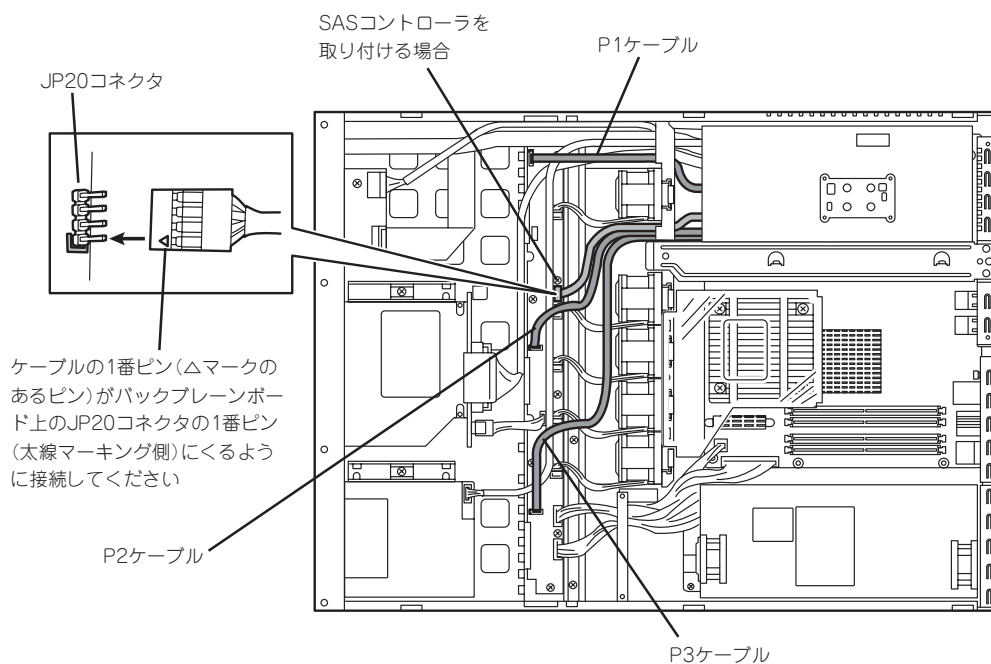 SASコントローラを
取り付ける場合
P1ケーブル
JP20コネクタ
ケーブルの1番ピン(△マークの
あるピン)がバックプレーンボー
ド上のJP20コネクタの1番ピン
(太線マーキング側)にくるよう
に接続してください
P2ケーブル
P3ケーブル